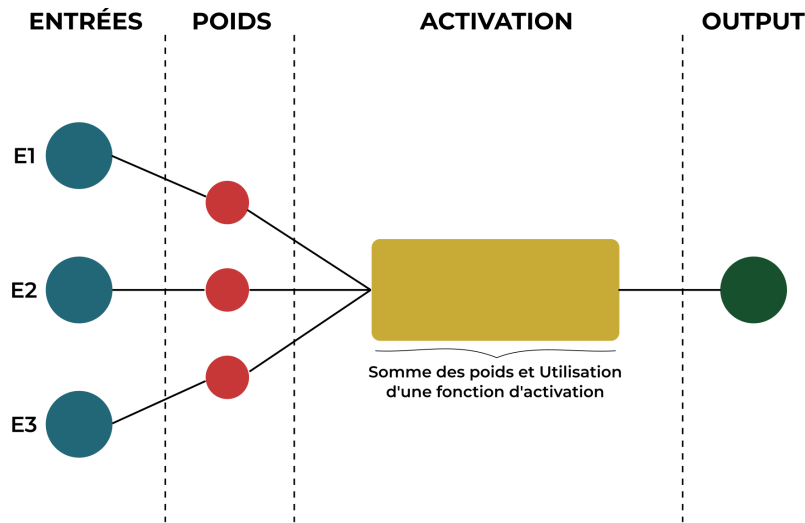 ENTRÉES POIDS ACTIVATION OUTPUT
E1
E2
E3
Somme des poids et Utilisation
d'une fonction d'activation